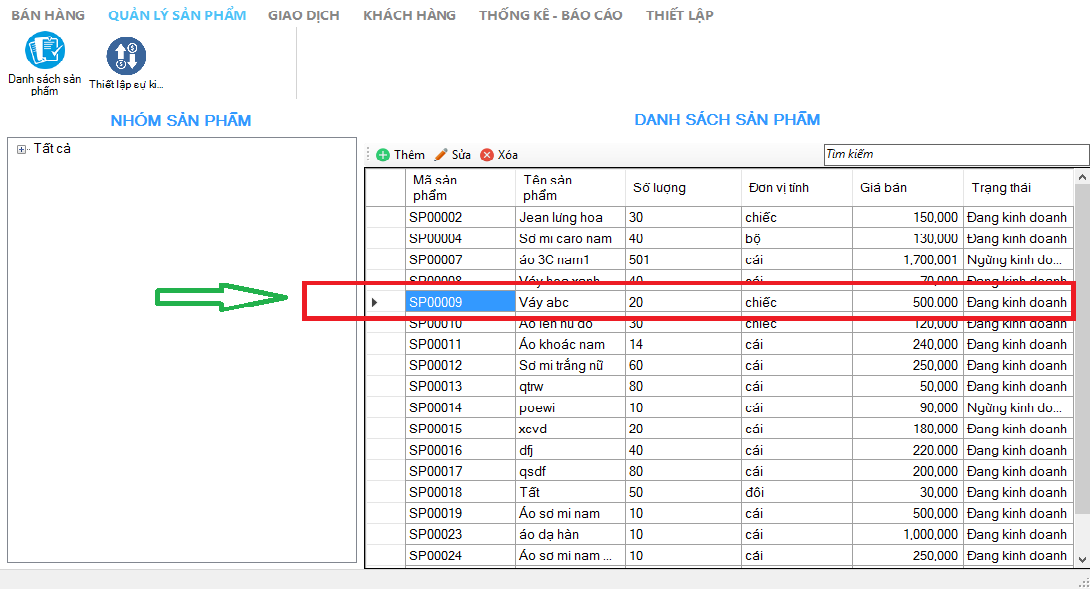 BÁN HÀNG QUẢN LÝ SẢN PHẨM GIAO DỊCH KHÁCH HÀNG THỐNG KÊ - BÁO CÁO THIẾT LẬP
Danh sách sản
phẩm
Thiết lập sự ki...
NHÓM SẢN PHẨM
DANH SÁCH SẢN PHẨM
Tất cả
Thêm Sửa Xóa Tìm kiếm
Mã sản phẩm Tên sản phẩm Số lượng Đơn vị tính Giá bán Trạng thái
SP00002 Jean lưng hoa 30 chiếc 150,000 Đang kinh doanh
SP00004 Sơ mi caro nam 40 bộ 130,000 Đang kinh doanh
SP00007 áo 3C nam1 501 cái 1,700,001 Ngừng kinh do...
SP00008 Váy hoa xanh 40 cái 70,000 Đang kinh doanh
SP00009 Váy abc 20 chiếc 500,000 Đang kinh doanh
SP00010 Áo len nữ đỏ 30 chiếc 120,000 Đang kinh doanh
SP00011 Áo khoác nam 14 cái 240,000 Đang kinh doanh
SP00012 Sơ mi trắng nữ 60 cái 250,000 Đang kinh doanh
SP00013 qtrw 80 cái 50,000 Đang kinh doanh
SP00014 poewi 10 cái 90,000 Ngừng kinh do...
SP00015 xcvd 20 cái 180,000 Đang kinh doanh
SP00016 dfj 40 cái 220,000 Đang kinh doanh
SP00017 qsdf 80 cái 200,000 Đang kinh doanh
SP00018 Tất 50 đôi 30,000 Đang kinh doanh
SP00019 Áo sơ mi nam 10 cái 500,000 Đang kinh doanh
SP00023 áo dạ hàn 10 cái 1,000,000 Đang kinh doanh
SP00024 Áo sơ mi nam ... 10 cái 250,000 Đang kinh doanh